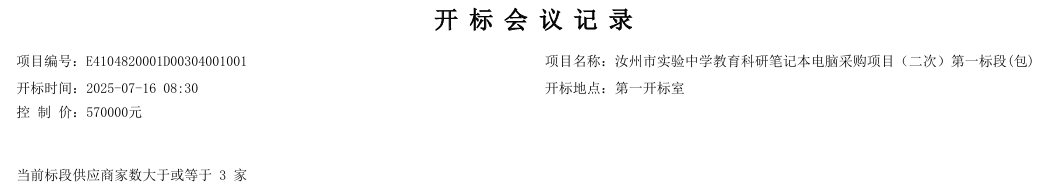 开标会议记录
项目编号：E4104820001D00304001001
项目名称：汝州市实验中学教育科研笔记本电脑采购项目（二次）第一标段(包)
开标时间：2025-07-16 08:30
开标地点：第一开标室
控 制 价：570000元
当前标段供应商家数大于或等于 3 家